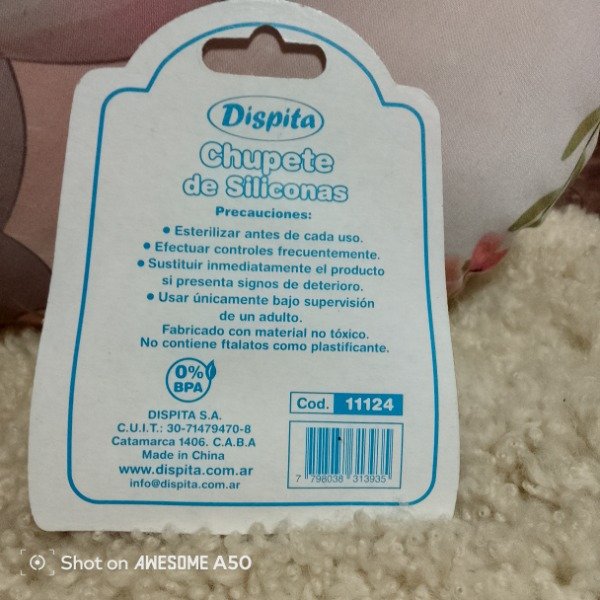 Dispita
Chupete
de Siliconas
Precauciones:
• Esterilizar antes de cada uso.
• Efectuar controles frecuentemente.
• Sustituir inmediatamente el producto
si presenta signos de deterioro.
• Usar únicamente bajo supervisión
de un adulto.
Fabricado con material no tóxico.
No contiene ftalatos como plastificante.
0%
BPA
DISPITA S.A.
C.U.I.T.: 30-71479470-8
Catamarca 1406. C.A.B.A
Made in China
www.dispita.com.ar
info@dispita.com.ar
Cod. 11124
7 798038 313935
Shot on AWESOME A50